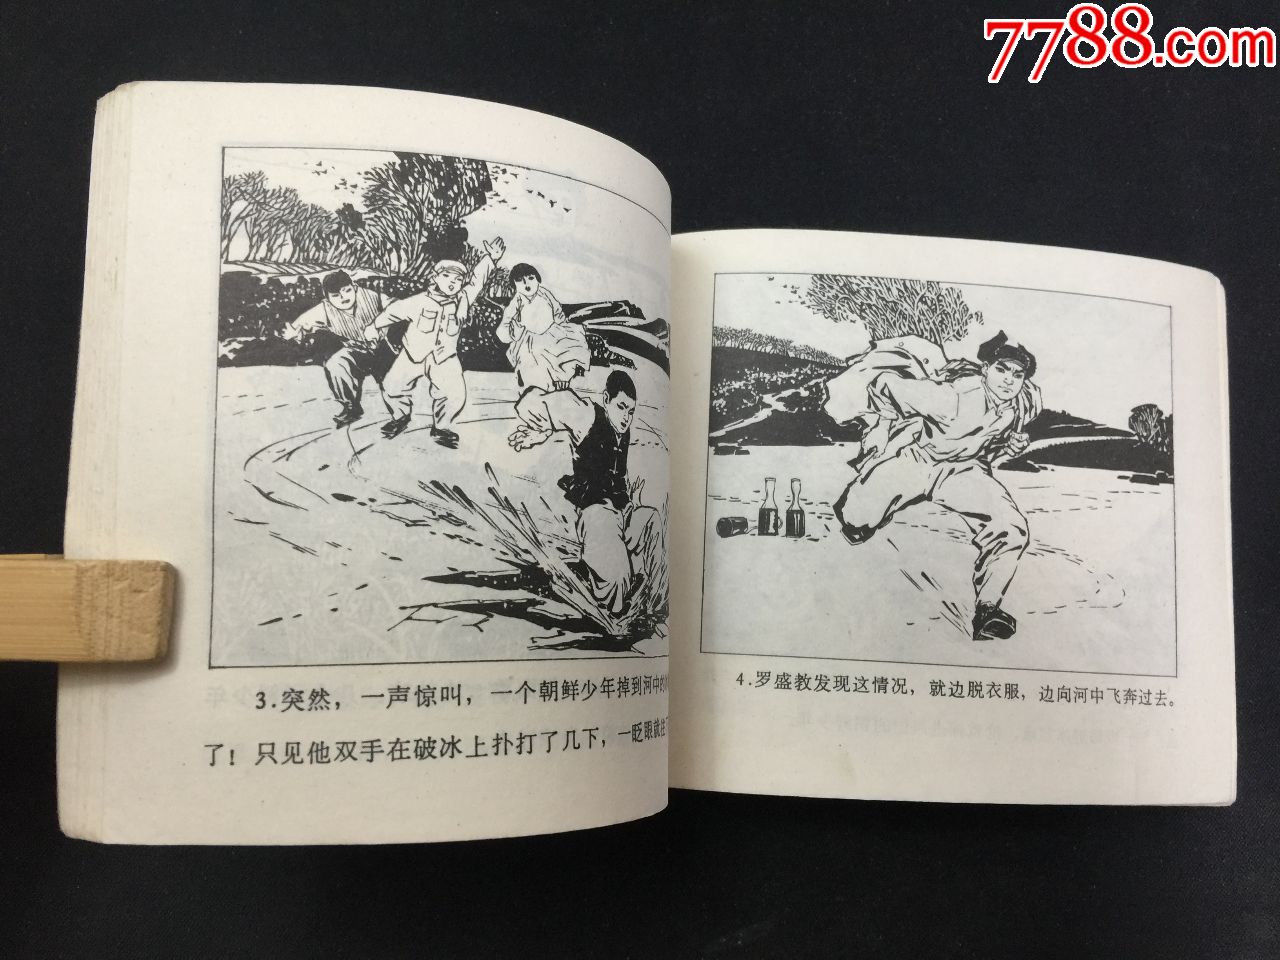 7788.com
3.突然，一声惊叫，一个朝鲜少年掉到河中的
了！只见他双手在破冰上扑打了几下，一眨眼就
4.罗盛教发现这情况，就边脱衣服，边向河中飞奔过去。